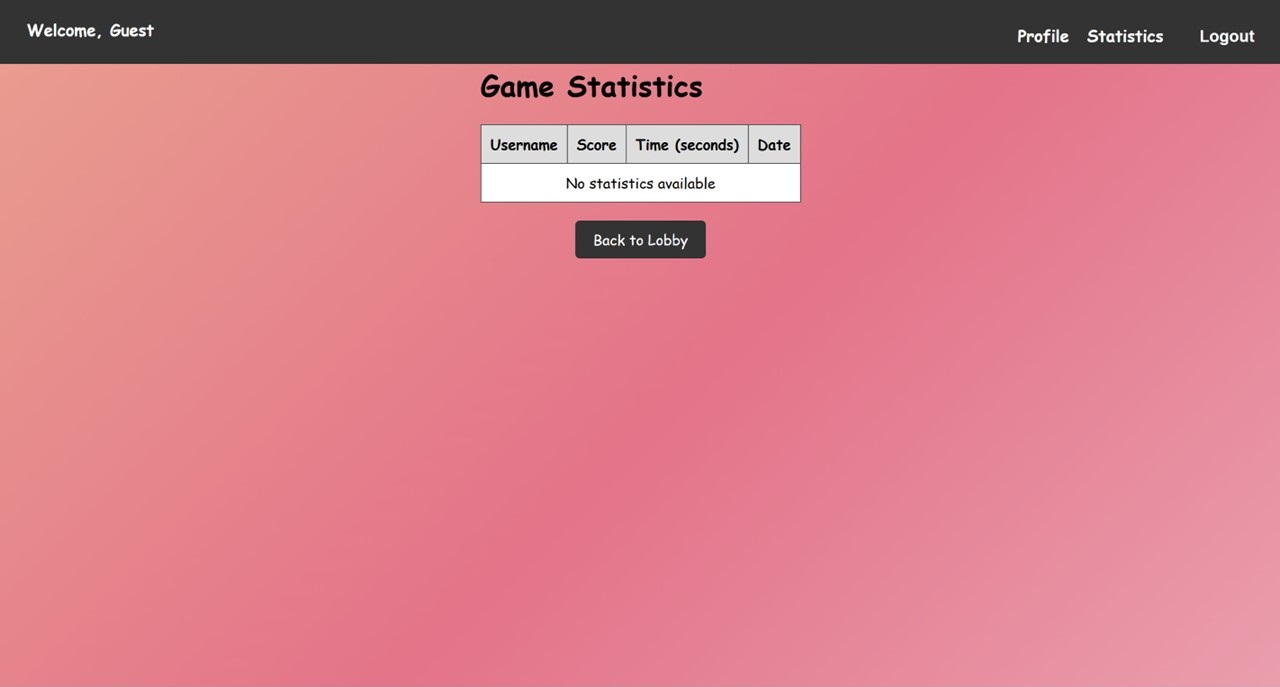 Welcome, Guest
Profile Statistics Logout
Game Statistics
Username Score Time (seconds) Date
No statistics available
Back to Lobby